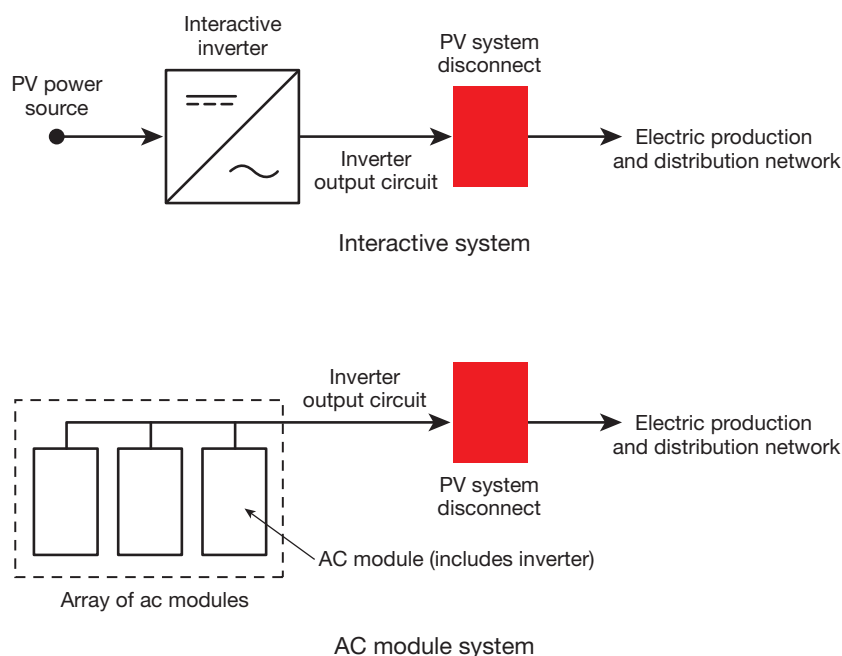 Interactive
inverter
PV system
disconnect
PV power
source
Inverter
output circuit
Electric production
and distribution network
Interactive system
Inverter
output circuit
Electric production
and distribution network
PV system
disconnect
AC module (includes inverter)
Array of ac modules
AC module system